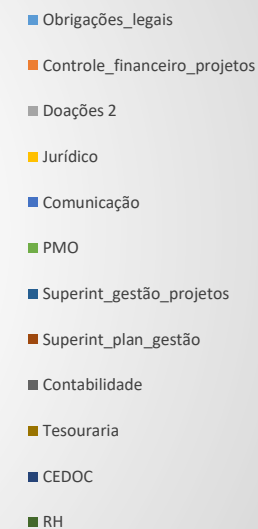 Obrigações_legais
Controle_financeiro_projetos
Doações 2
Jurídico
Comunicação
PMO
Superint_gestão_projetos
Superint_plan_gestão
Contabilidade
Tesouraria
CEDOC
RH